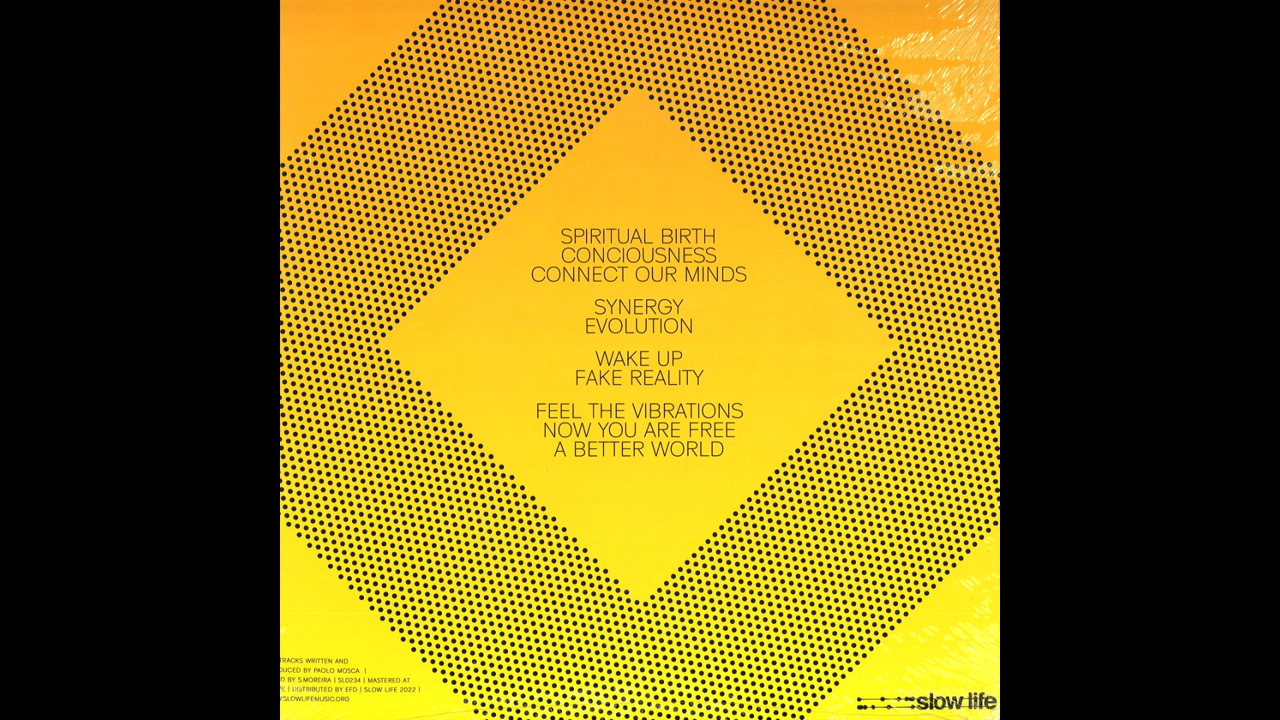 SPIRITUAL BIRTH
CONCIOUSNESS
CONNECT OUR MINDS
SYNERGY
EVOLUTION
WAKE UP
FAKE REALITY
FEEL THE VIBRATIONS
NOW YOU ARE FREE
A BETTER WORLD
TRACKS WRITTEN AND
BY PAOLO MOSCA |
BY S.MOREIRA | SL0234 | MASTERED AT
| DISTRIBUTED BY EFD | SLOW LIFE 2022 |
SLOWLIFEMUSIC.ORG
slow life